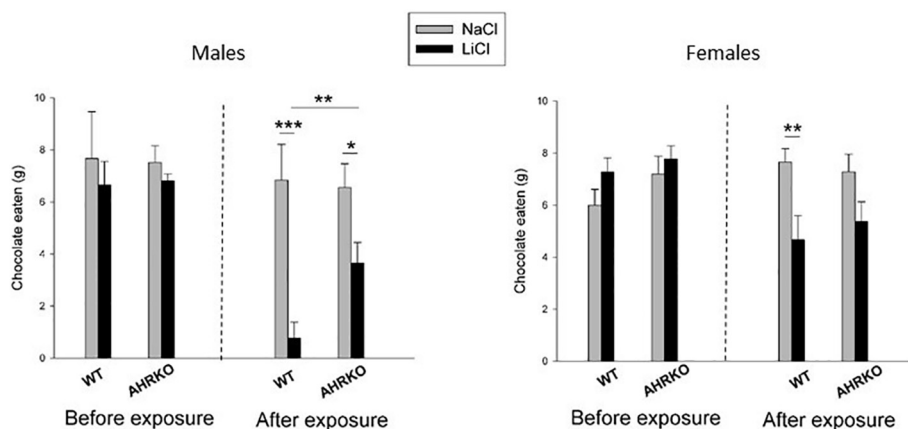 NaCl
LiCl
Males
Females
Chocolate eaten (g)
10
8
6
4
2
0
***
**
*
WT
AHRKO
WT
AHRKO
Before exposure
After exposure
Chocolate eaten (g)
10
8
6
4
2
0
**
WT
AHRKO
WT
AHRKO
Before exposure
After exposure